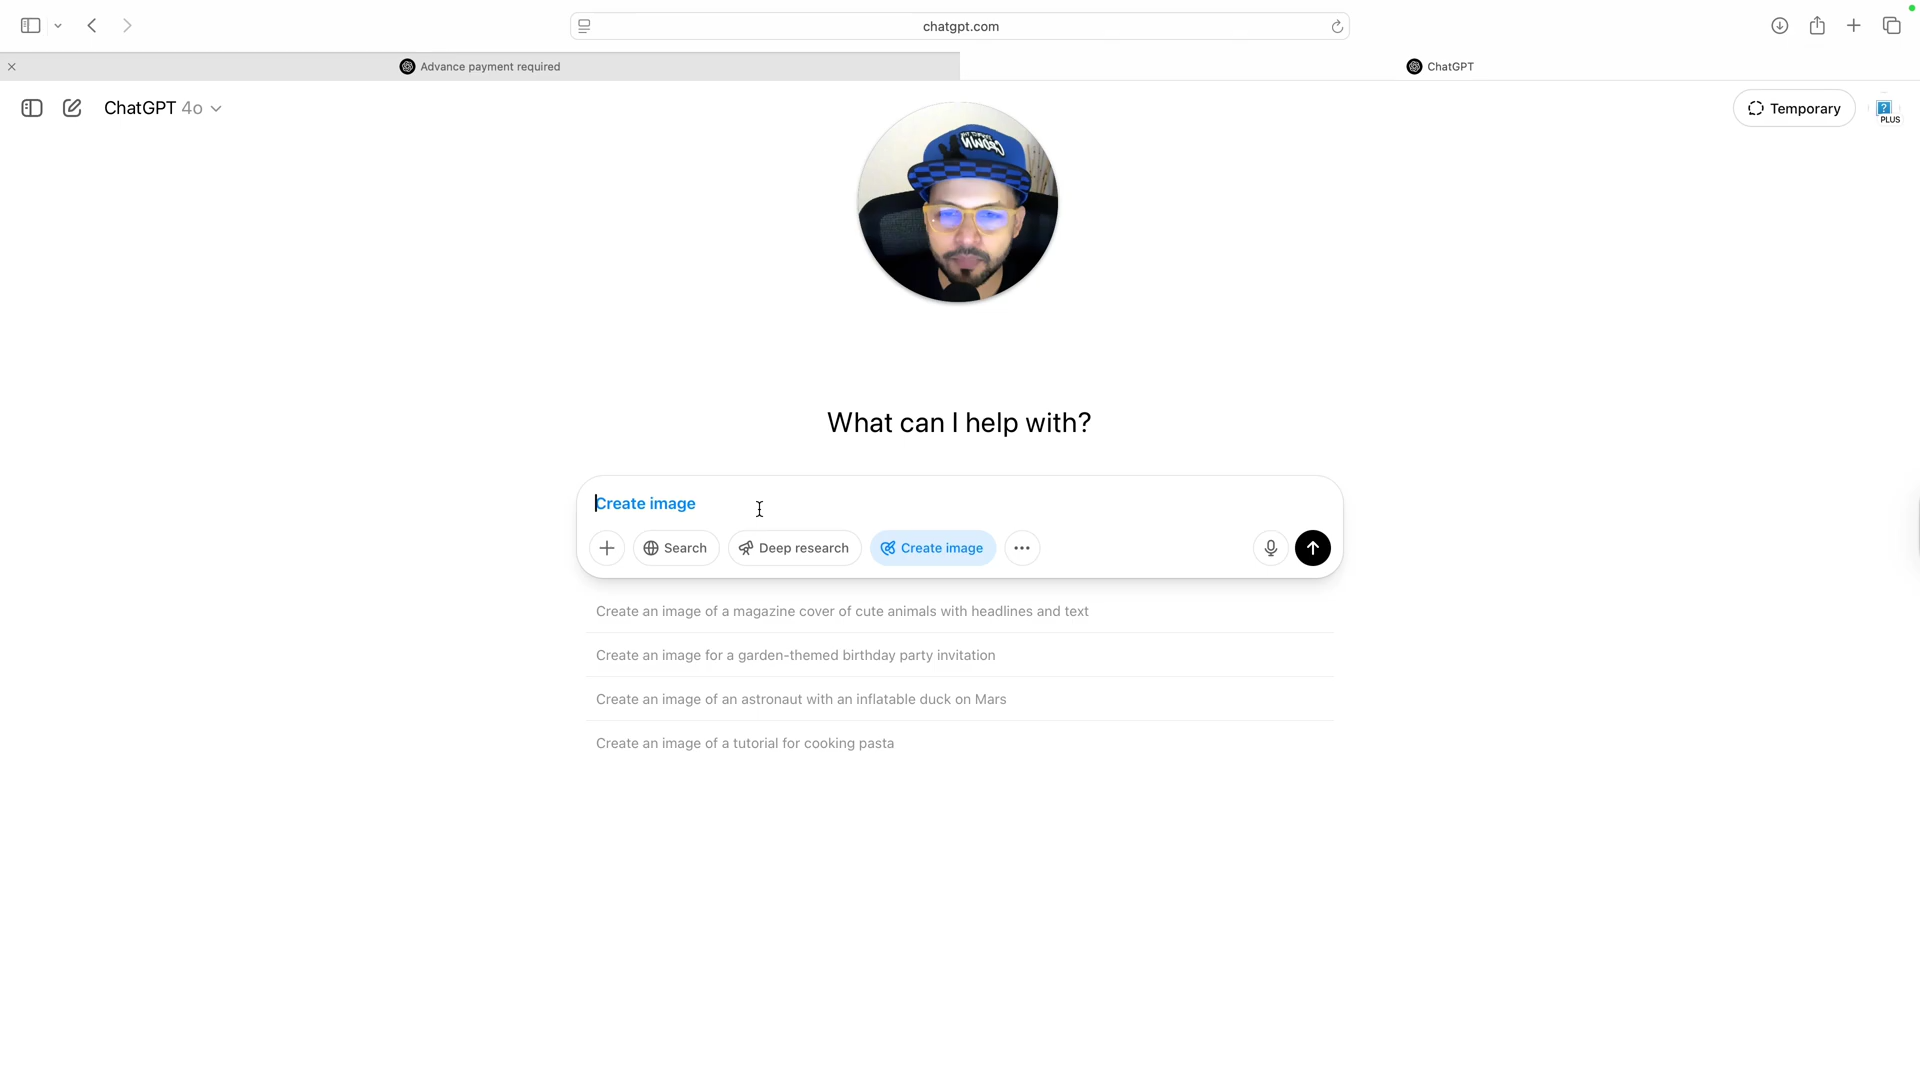 chatgpt.com
Advance payment required
ChatGPT
ChatGPT 4o
Temporary
PLUS
CROWN
What can I help with?
Create image
Search
Deep research
Create image
Create an image of a magazine cover of cute animals with headlines and text
Create an image for a garden-themed birthday party invitation
Create an image of an astronaut with an inflatable duck on Mars
Create an image of a tutorial for cooking pasta